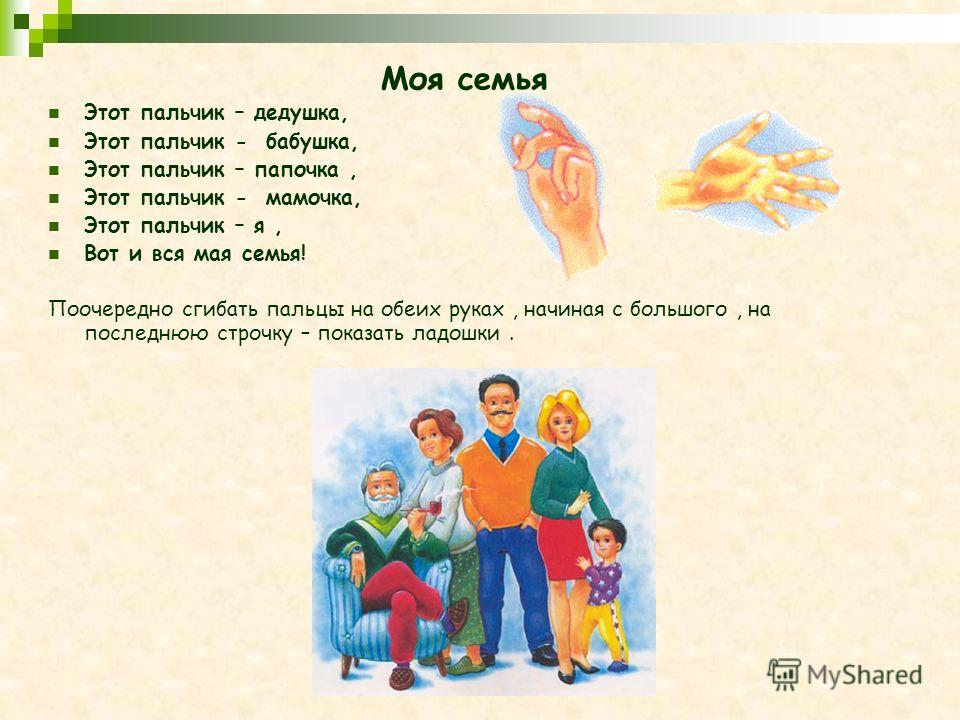 Моя семья
Этот пальчик – дедушка,
Этот пальчик - бабушка,
Этот пальчик – папочка ,
Этот пальчик - мамочка,
Этот пальчик – я ,
Вот и вся мая семья!
Поочередно сгибать пальцы на обеих руках , начиная с большого , на
последнюю строчку – показать ладошки .
MyShared